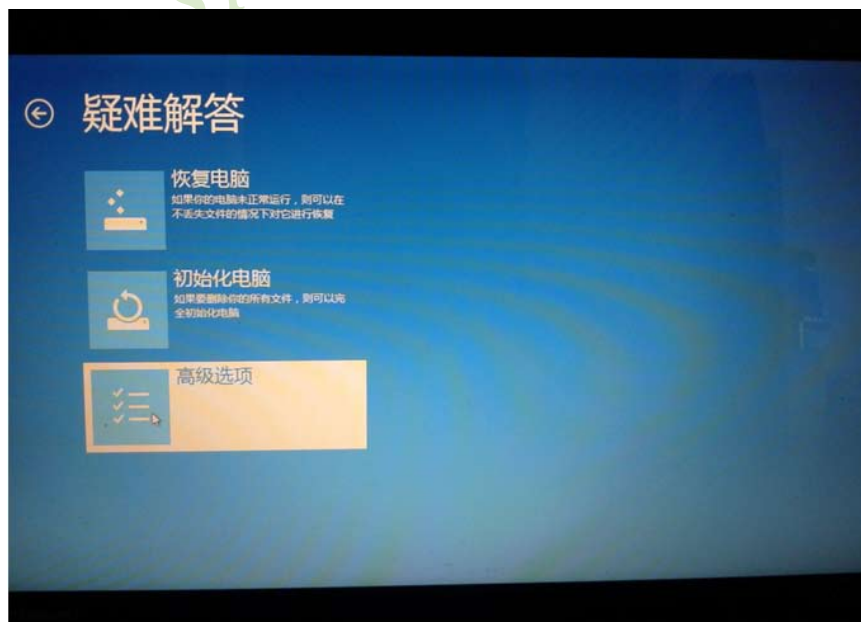 疑难解答
恢复电脑
如果你的电脑未正常运行，则可以在
不丢失文件的情况下对它进行恢复
初始化电脑
如果要删除你的所有文件，则可以完
全初始化电脑
高级选项